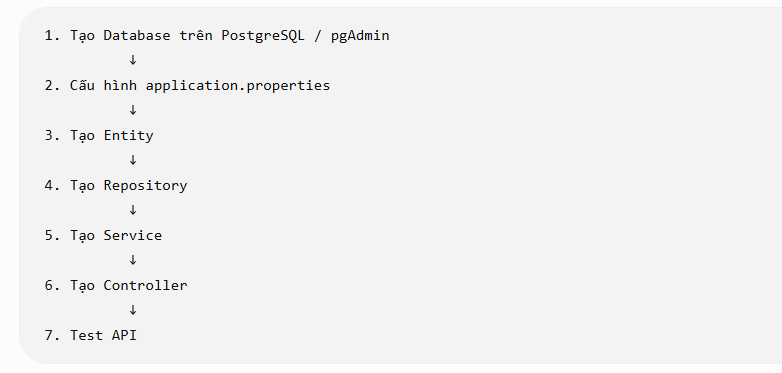 1. Tạo Database trên PostgreSQL / pgAdmin
↓
2. Cấu hình application.properties
↓
3. Tạo Entity
↓
4. Tạo Repository
↓
5. Tạo Service
↓
6. Tạo Controller
↓
7. Test API